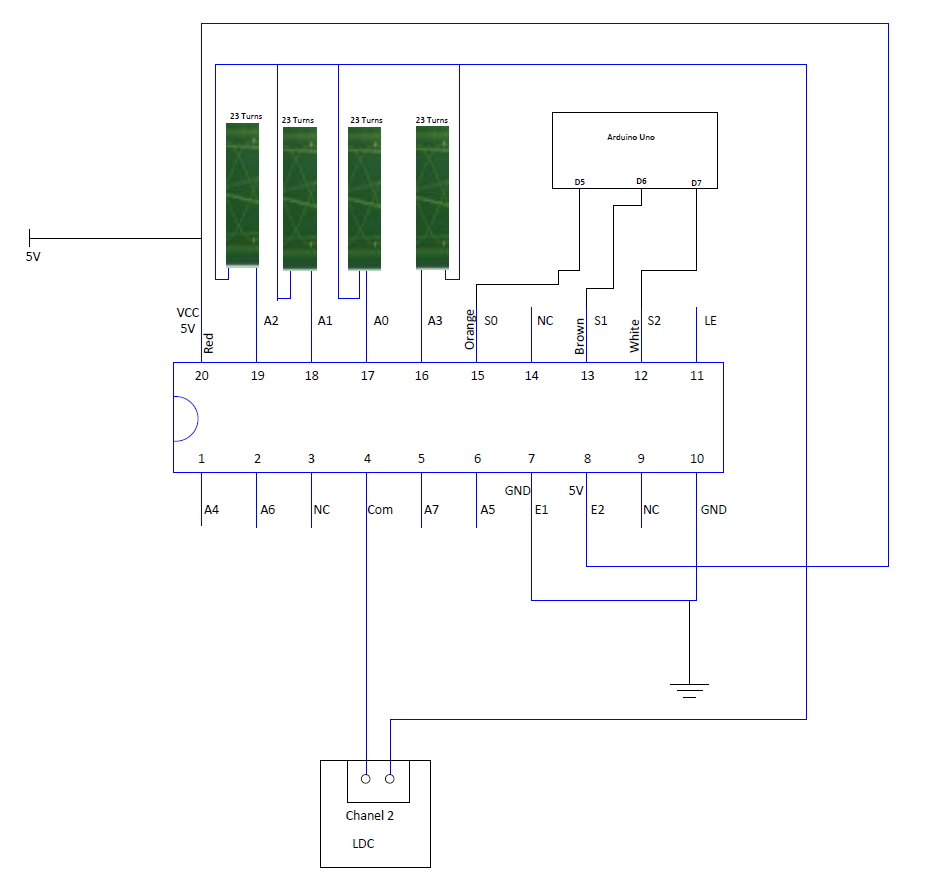 23 Turns
23 Turns
23 Turns
23 Turns
Arduino Uno
D5
D6
D7
5V
VCC
5V
Red
A2
A1
A0
A3
Orange
S0
NC
Brown
S1
White
S2
LE
20
19
18
17
16
15
14
13
12
11
1
2
3
4
5
6
7
8
9
10
GND
5V
A4
A6
NC
Com
A7
A5
E1
E2
NC
GND
Chanel 2
LDC